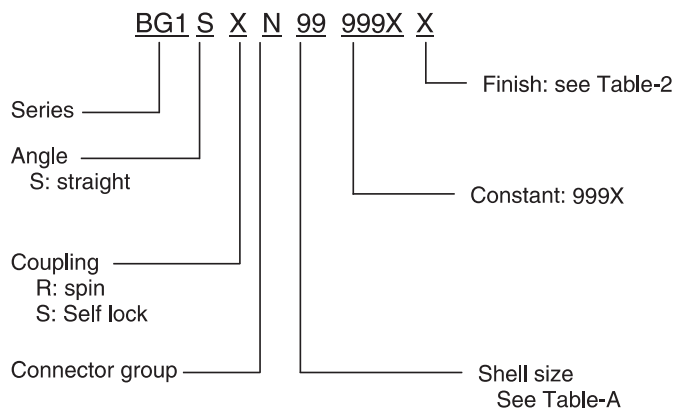 BG1 S X N 99 999X X
Finish: see Table-2
Series
Angle
S: straight
Constant: 999X
Coupling
R: spin
S: Self lock
Connector group
Shell size
See Table-A